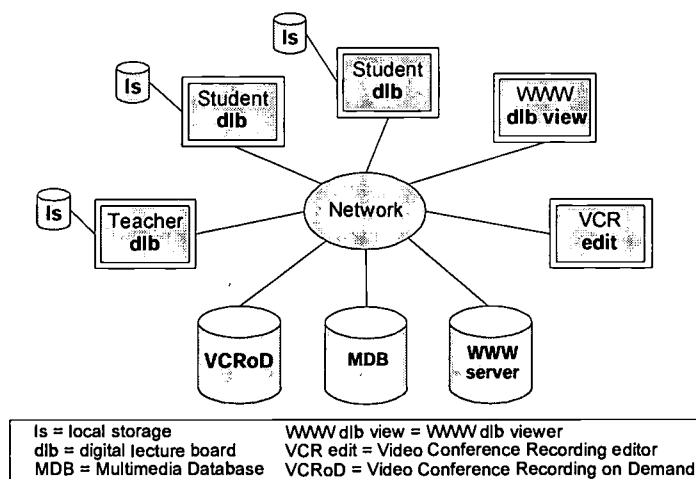 ls
Student
dlb
ls
Student
dlb
WWW
dlb view
ls
Teacher
dlb
Network
VCR
edit
VCRoD
MDB
WWW
server
ls = local storage
WWW dlb view = WWW dlb viewer
dlb = digital lecture board
VCR edit = Video Conference Recording editor
MDB = Multimedia Database
VCRoD = Video Conference Recording on Demand